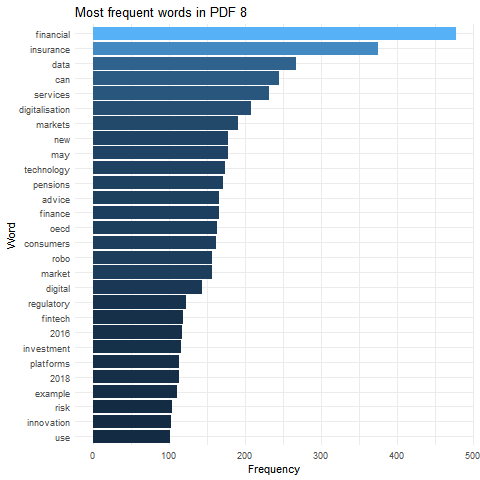 Most frequent words in PDF 8
Word
financial
insurance
data
can
services
digitalisation
markets
new
may
technology
pensions
advice
finance
oecd
consumers
robo
market
digital
regulatory
fintech
2016
investment
platforms
2018
example
risk
innovation
use
0 100 200 300 400 500
Frequency